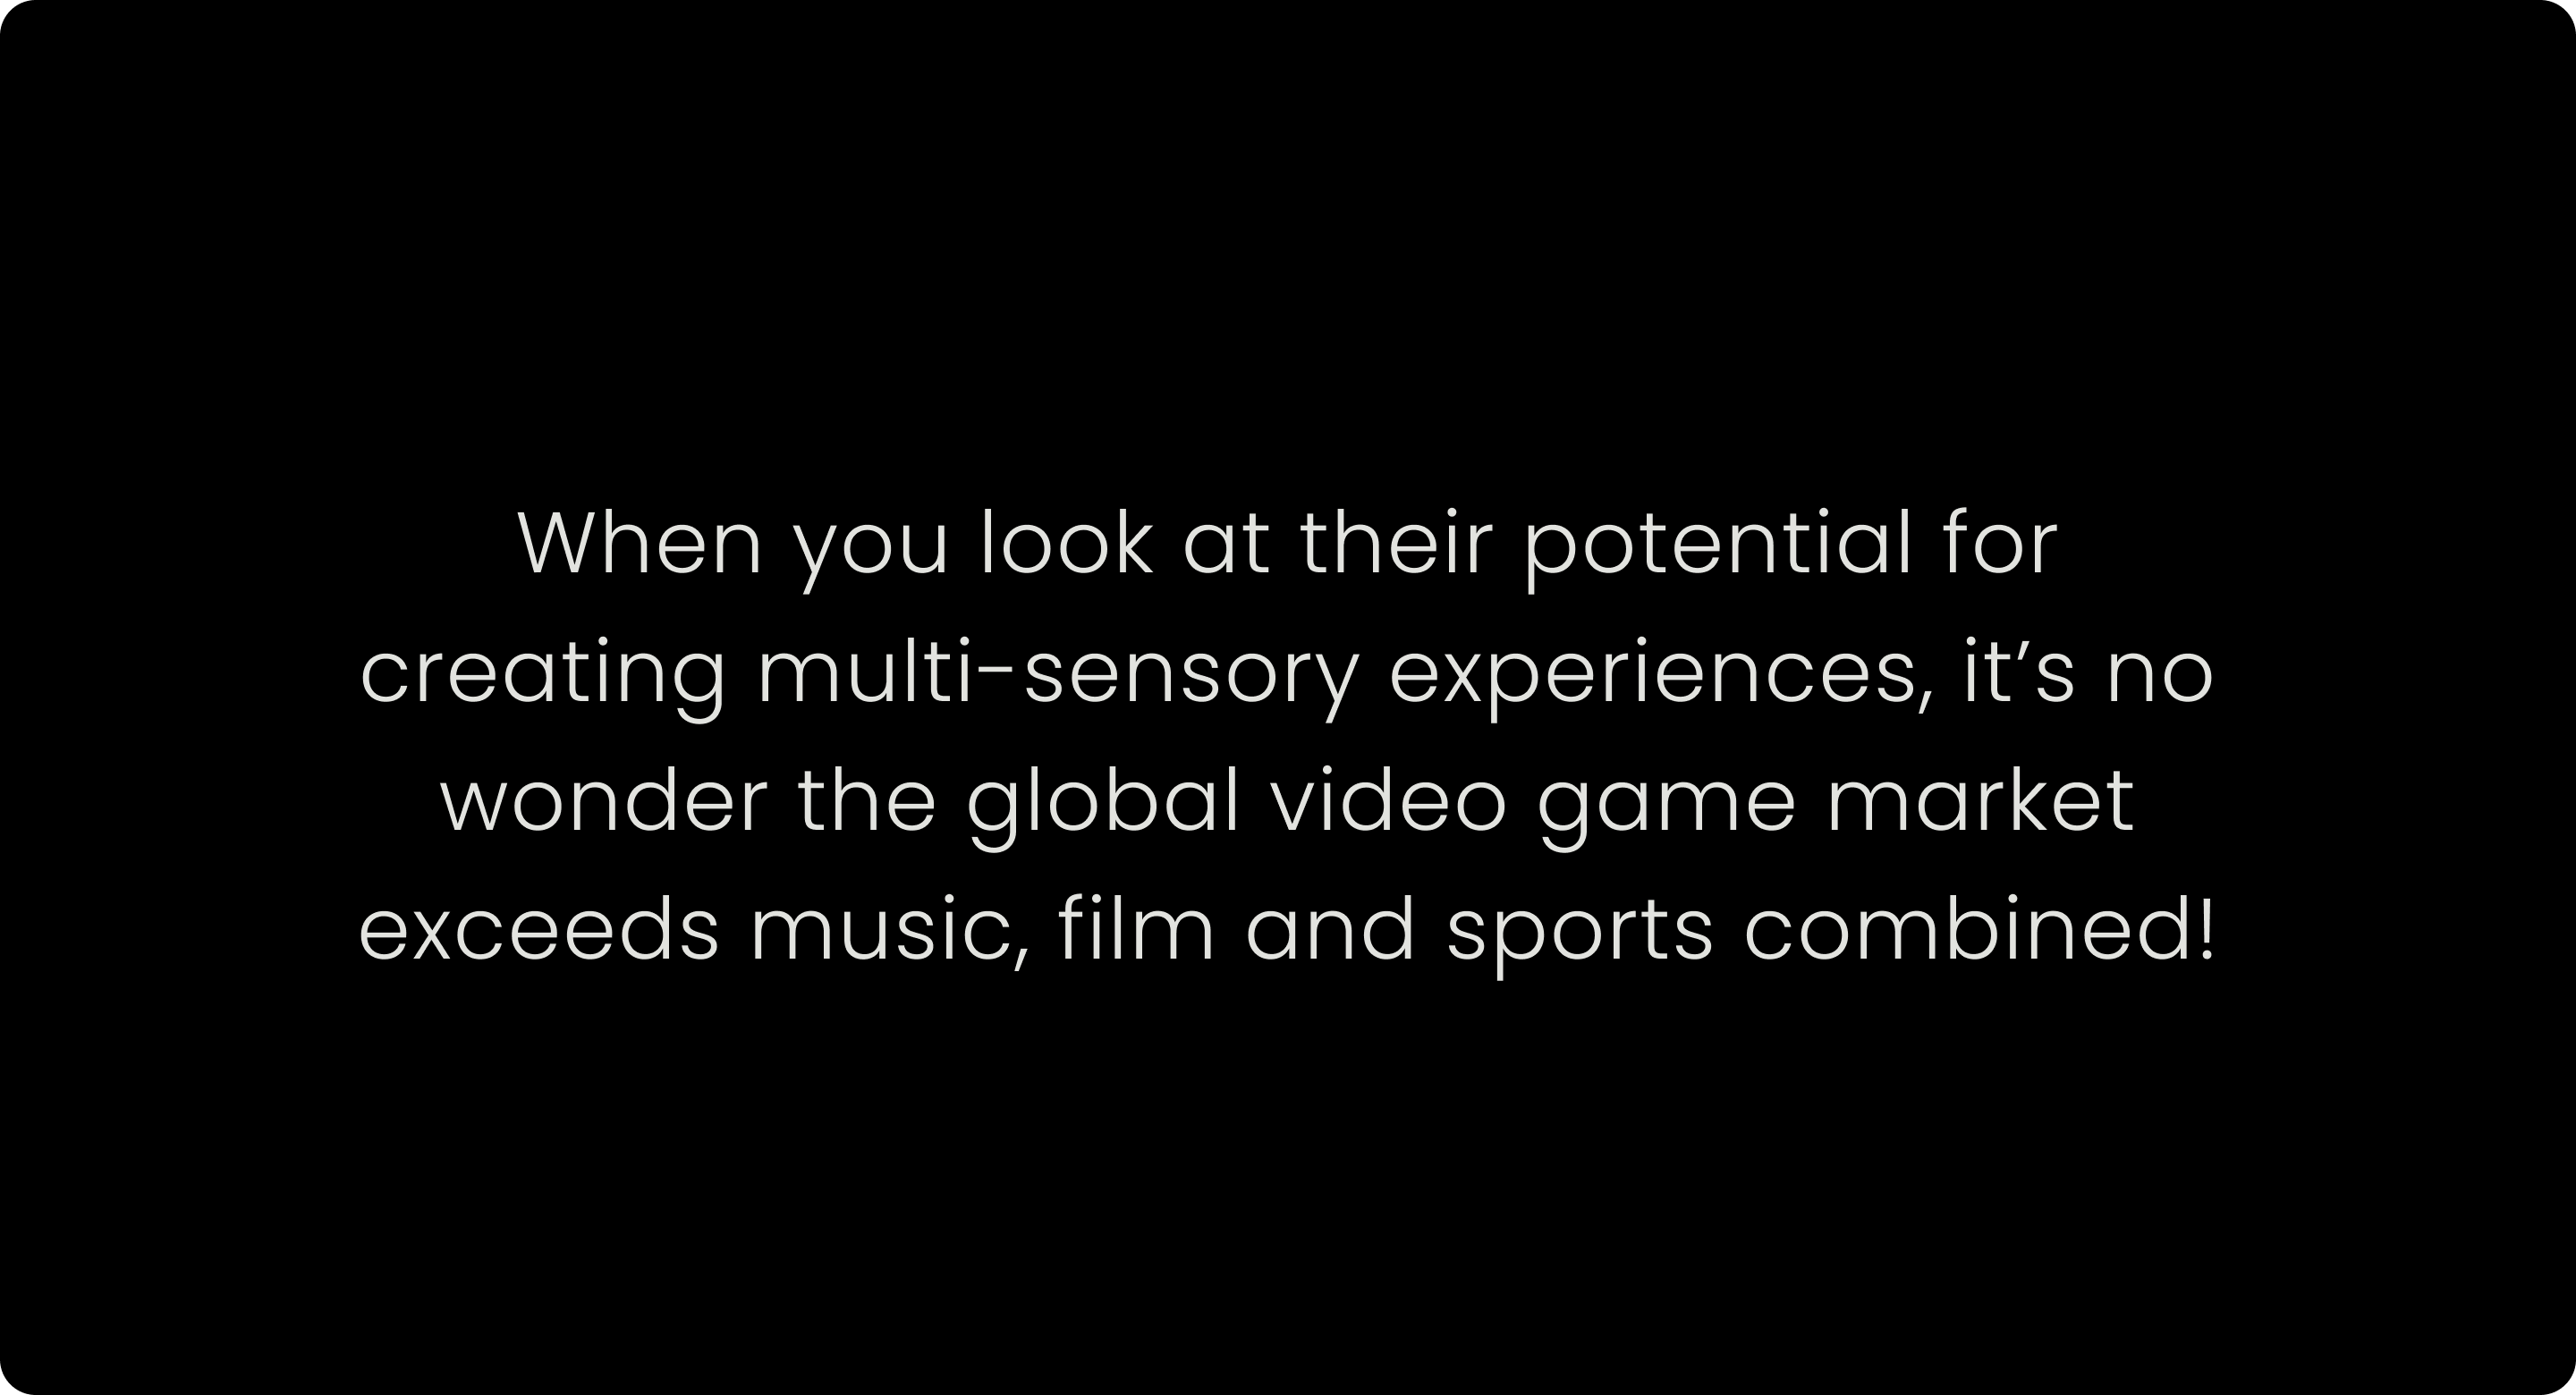 When you look at their potential for
creating multi-sensory experiences, it’s no
wonder the global video game market
exceeds music, film and sports combined!